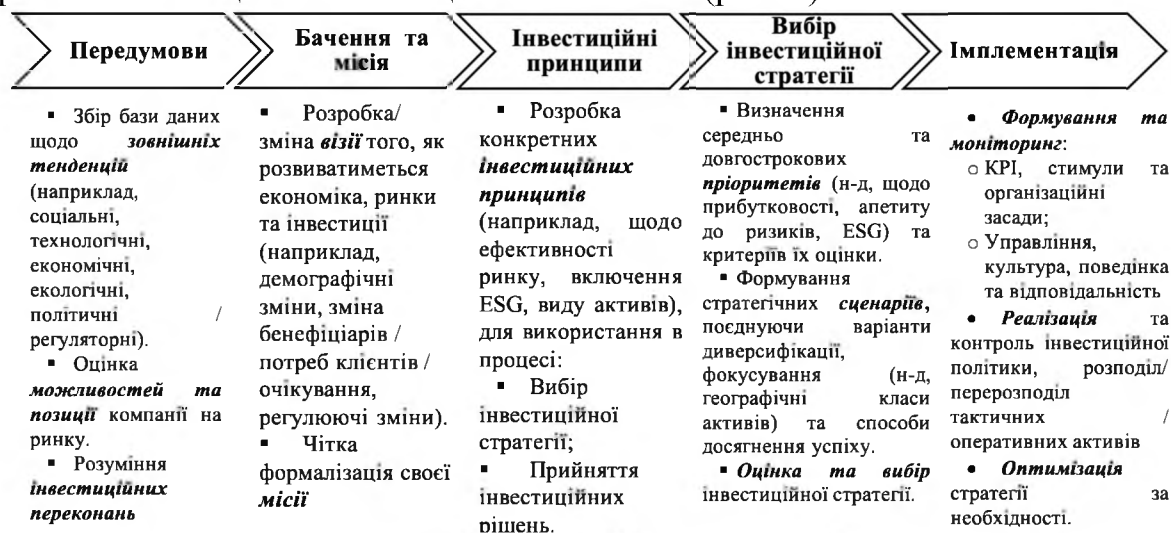 Передумови
Бачення та
місія
Інвестиційні
принципи
Вибір
інвестиційної
стратегії
Імплементація
▪ Збір бази даних
щодо зовнішніх
тенденцій
(наприклад,
соціальні,
технологічні,
економічні,
екологічні,
політичні /
регуляторні).
▪ Оцінка
можливостей та
позиції компанії на
ринку.
▪ Розуміння
інвестиційних
переконань
▪ Розробка/
зміна візії того, як
розвиватиметься
економіка, ринки
та інвестиції
(наприклад,
демографічні
зміни, зміна
бенефіціарів /
потреб клієнтів /
очікування,
регулюючі зміни).
▪ Чітка
формалізація своєї
місії
▪ Розробка
конкретних
інвестиційних
принципів
(наприклад, щодо
ефективності
ринку, включення
ESG, виду активів),
для використання в
процесі:
▪ Вибір
інвестиційної
стратегії;
▪ Прийняття
інвестиційних
рішень.
▪ Визначення
середньо та
довгострокових
пріоритетів (н-д, щодо
прибутковості, апетиту
до ризиків, ESG) та
критеріїв їх оцінки.
▪ Формування
стратегічних сценаріїв,
поєднуючи варіанти
диверсифікації,
фокусування (н-д,
географічні класи
активів) та способи
досягнення успіху.
▪ Оцінка та вибір
інвестиційної стратегії.
• Формування та
моніторинг:
○ KPI, стимули та
організаційні
засади;
○ Управління,
культура, поведінка
та відповідальність
• Реалізація та
контроль інвестиційної
політики, розподіл/
перерозподіл
тактичних /
оперативних активів
• Оптимізація
стратегії за
необхідності.